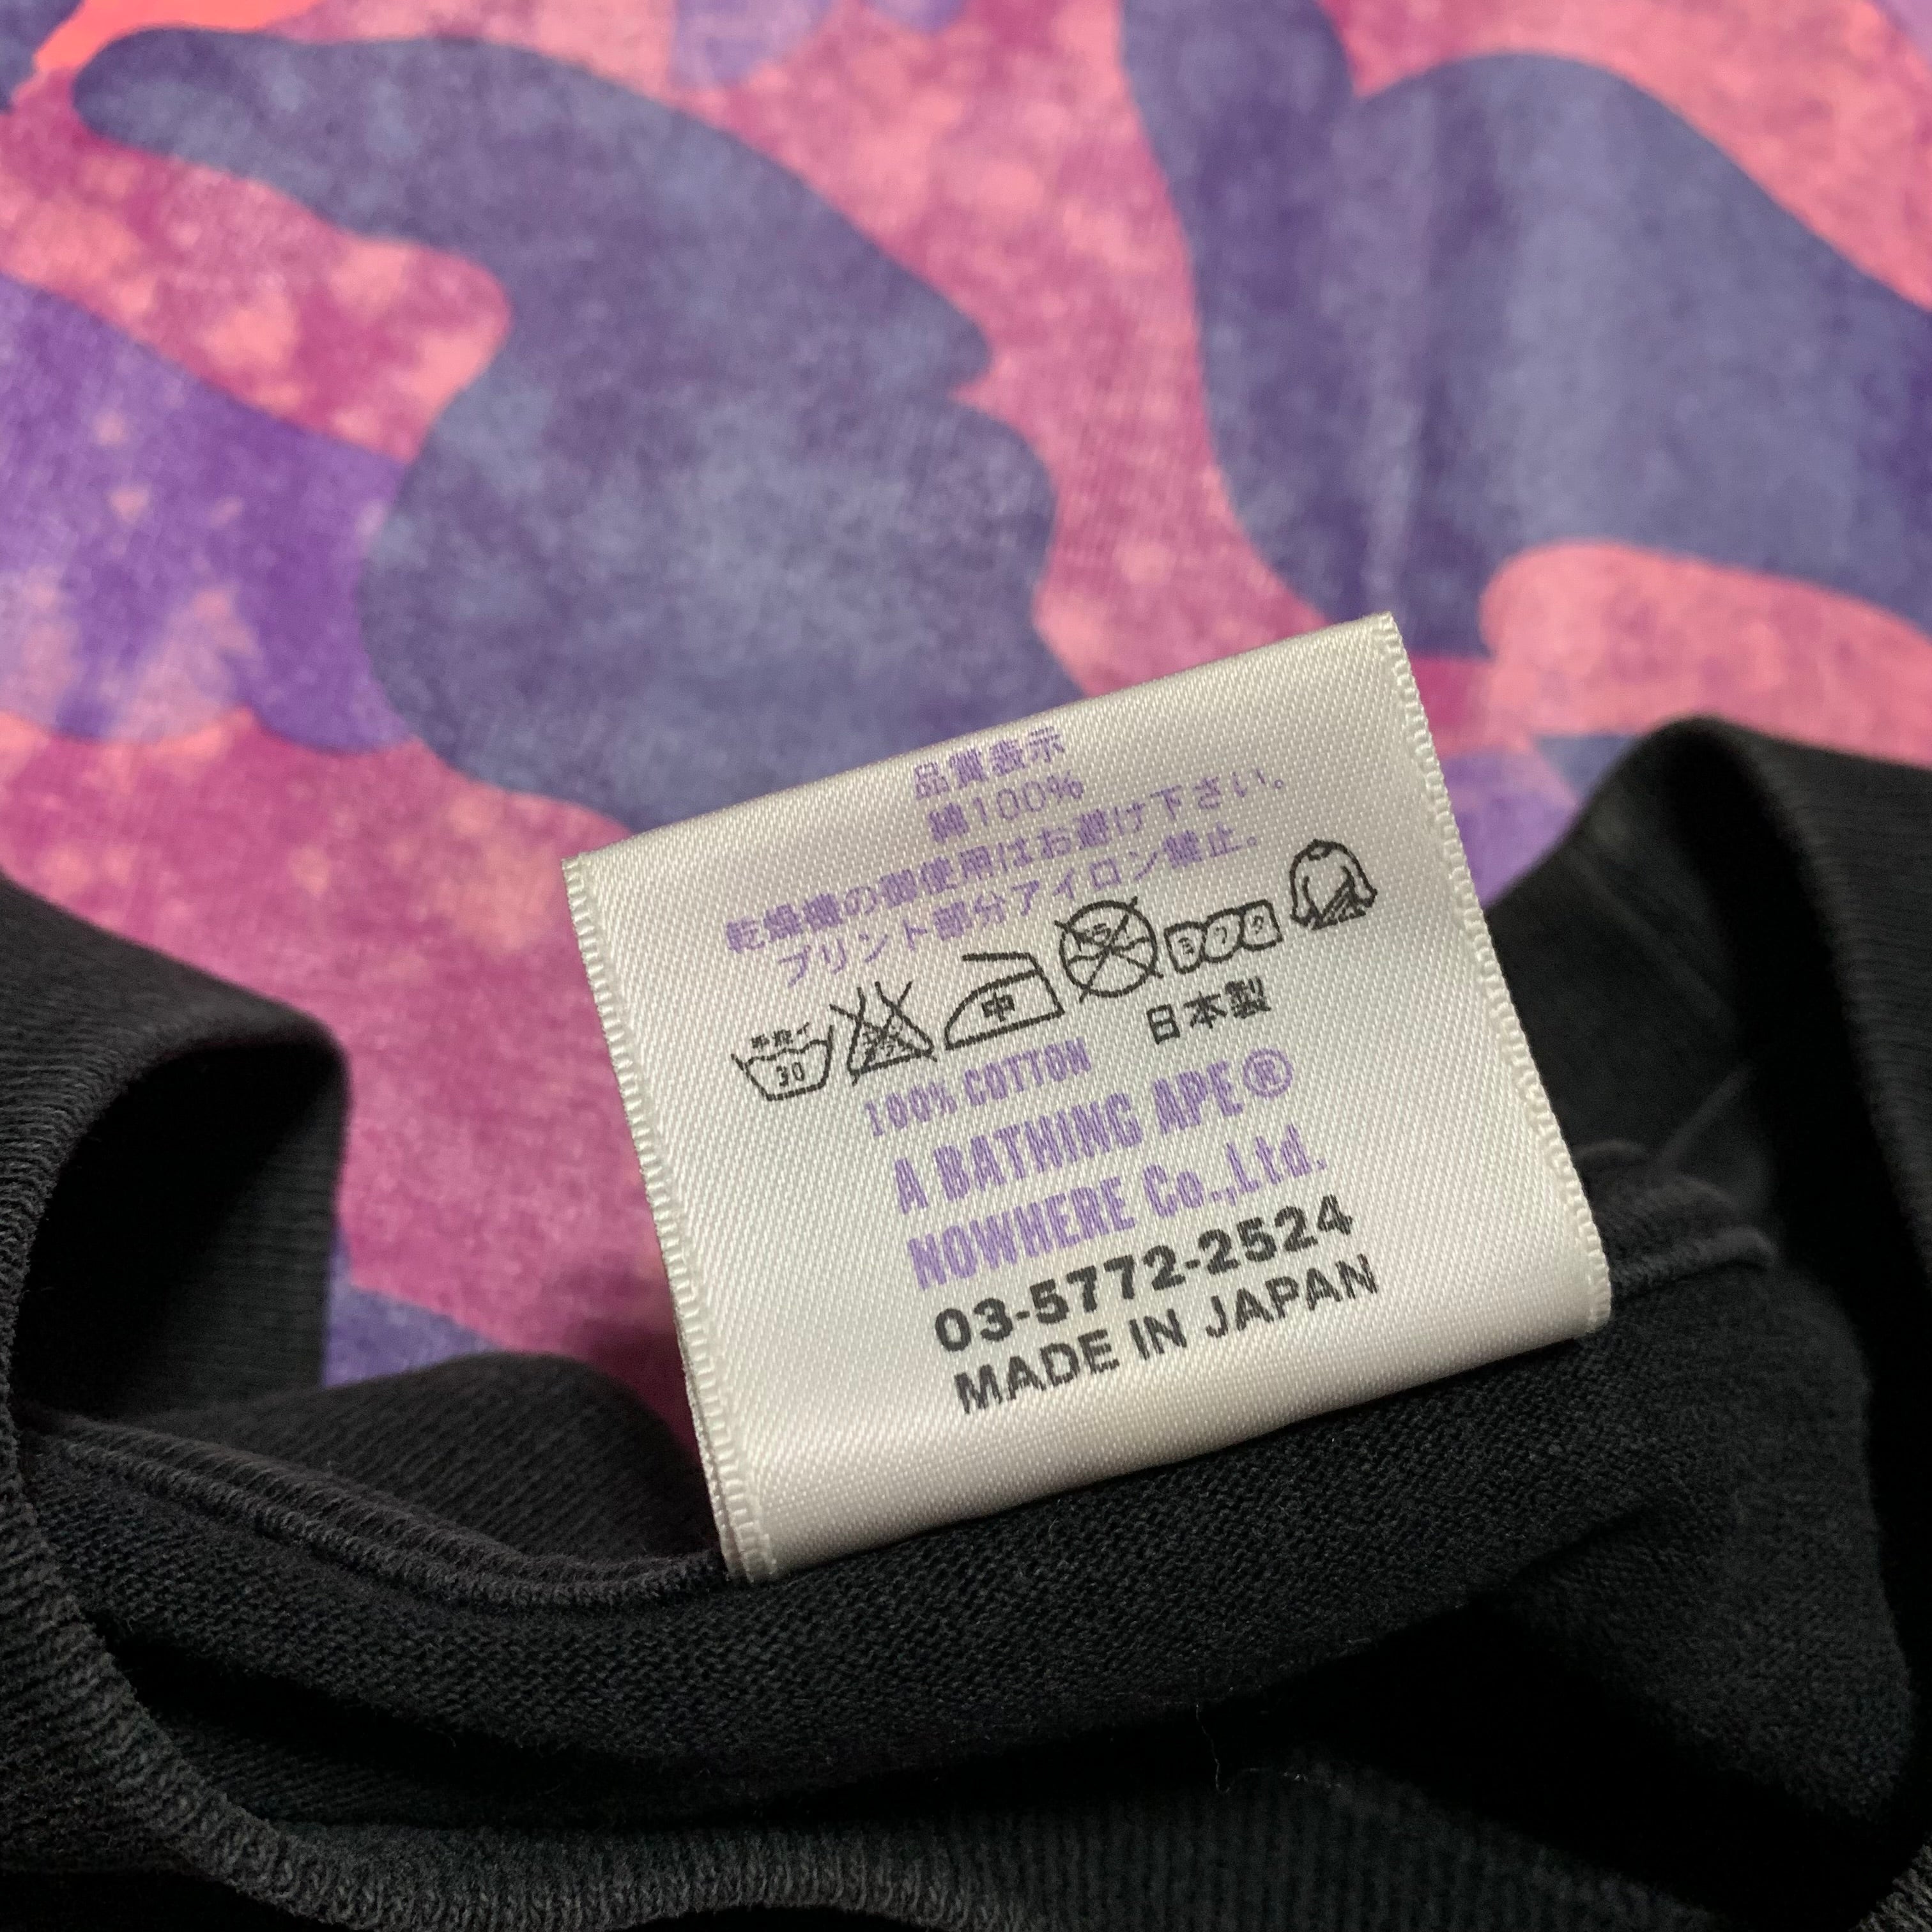 品質表示
綿100%
乾燥機の御使用はお避け下さい。
プリント部分アイロン禁止。
30 中
日本製
100% COTTON
A BATHING APE®
NOWHERE Co.,Ltd.
03-5772-2524
MADE IN JAPAN